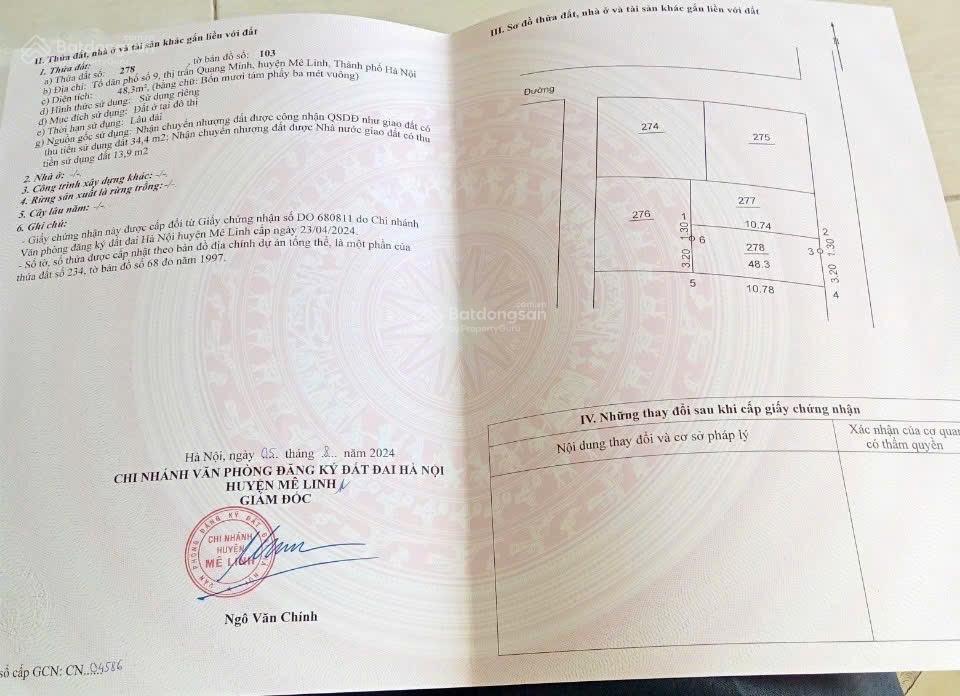 II. Thửa đất, nhà ở và tài sản khác gắn liền với đất
1. Thửa đất:
a) Thửa đất số: 278 , tờ bản đồ số: 103
b) Địa chỉ: Tổ dân phố số 9, thị trấn Quang Minh, huyện Mê Linh, Thành phố Hà Nội
c) Diện tích: 48,3m², (bằng chữ: Bốn mươi tám phẩy ba mét vuông)
d) Hình thức sử dụng: Sử dụng riêng
đ) Mục đích sử dụng: Đất ở tại đô thị
e) Thời hạn sử dụng: Lâu dài
g) Nguồn gốc sử dụng: Nhận chuyển nhượng đất được công nhận QSDĐ như giao đất có
thu tiền sử dụng đất 34,4 m2; Nhận chuyển nhượng đất được Nhà nước giao đất có thu
tiền sử dụng đất 13,9 m2
2. Nhà ở: -/-
3. Công trình xây dựng khác: -/-
4. Rừng sản xuất là rừng trồng: -/-
5. Cây lâu năm: -/-
6. Ghi chú:
- Giấy chứng nhận này được cấp đổi từ Giấy chứng nhận số DO 680811 do Chi nhánh
Văn phòng đăng ký đất đai Hà Nội huyện Mê Linh cấp ngày 23/04/2024.
- Số tờ, số thửa được cập nhật theo bản đồ địa chính dự án tổng thể, là một phần của
thửa đất số 234, tờ bản đồ số 68 đo năm 1997.
Hà Nội, ngày 05 tháng 8 năm 2024
CHI NHÁNH VĂN PHÒNG ĐĂNG KÝ ĐẤT ĐAI HÀ NỘI
HUYỆN MÊ LINH
GIÁM ĐỐC
CHI NHÁNH
HUYỆN
MÊ LINH
Ngô Văn Chính
số cấp GCN: CN...04586
III. Sơ đồ thửa đất, nhà ở và tài sản khác gắn liền với đất
Đường
274
275
276
277
1
1.30
10.74
2
6
278
3
1.30
3.20
48.3
3.20
5
10.78
4
Batdongsan
.com.vn
by PropertyGuru
IV. Những thay đổi sau khi cấp giấy chứng nhận
Nội dung thay đổi và cơ sở pháp lý
Xác nhận của cơ quan
có thẩm quyền